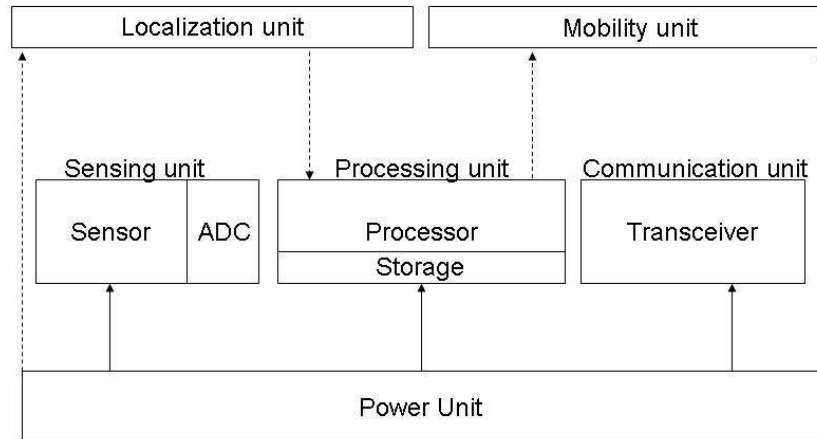 Localization unit
Mobility unit
Sensing unit
Processing unit
Communication unit
Sensor
ADC
Processor
Transceiver
Storage
Power Unit